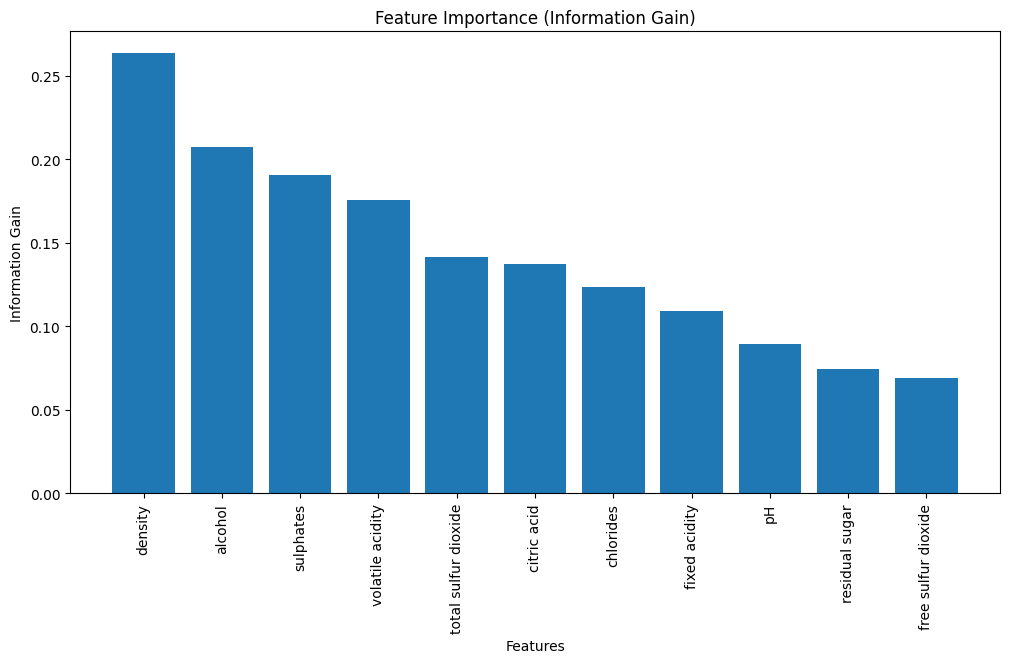 Feature Importance (Information Gain)
Information Gain
0.25
0.20
0.15
0.10
0.05
0.00
density
alcohol
sulphates
volatile acidity
total sulfur dioxide
citric acid
chlorides
fixed acidity
pH
residual sugar
free sulfur dioxide
Features